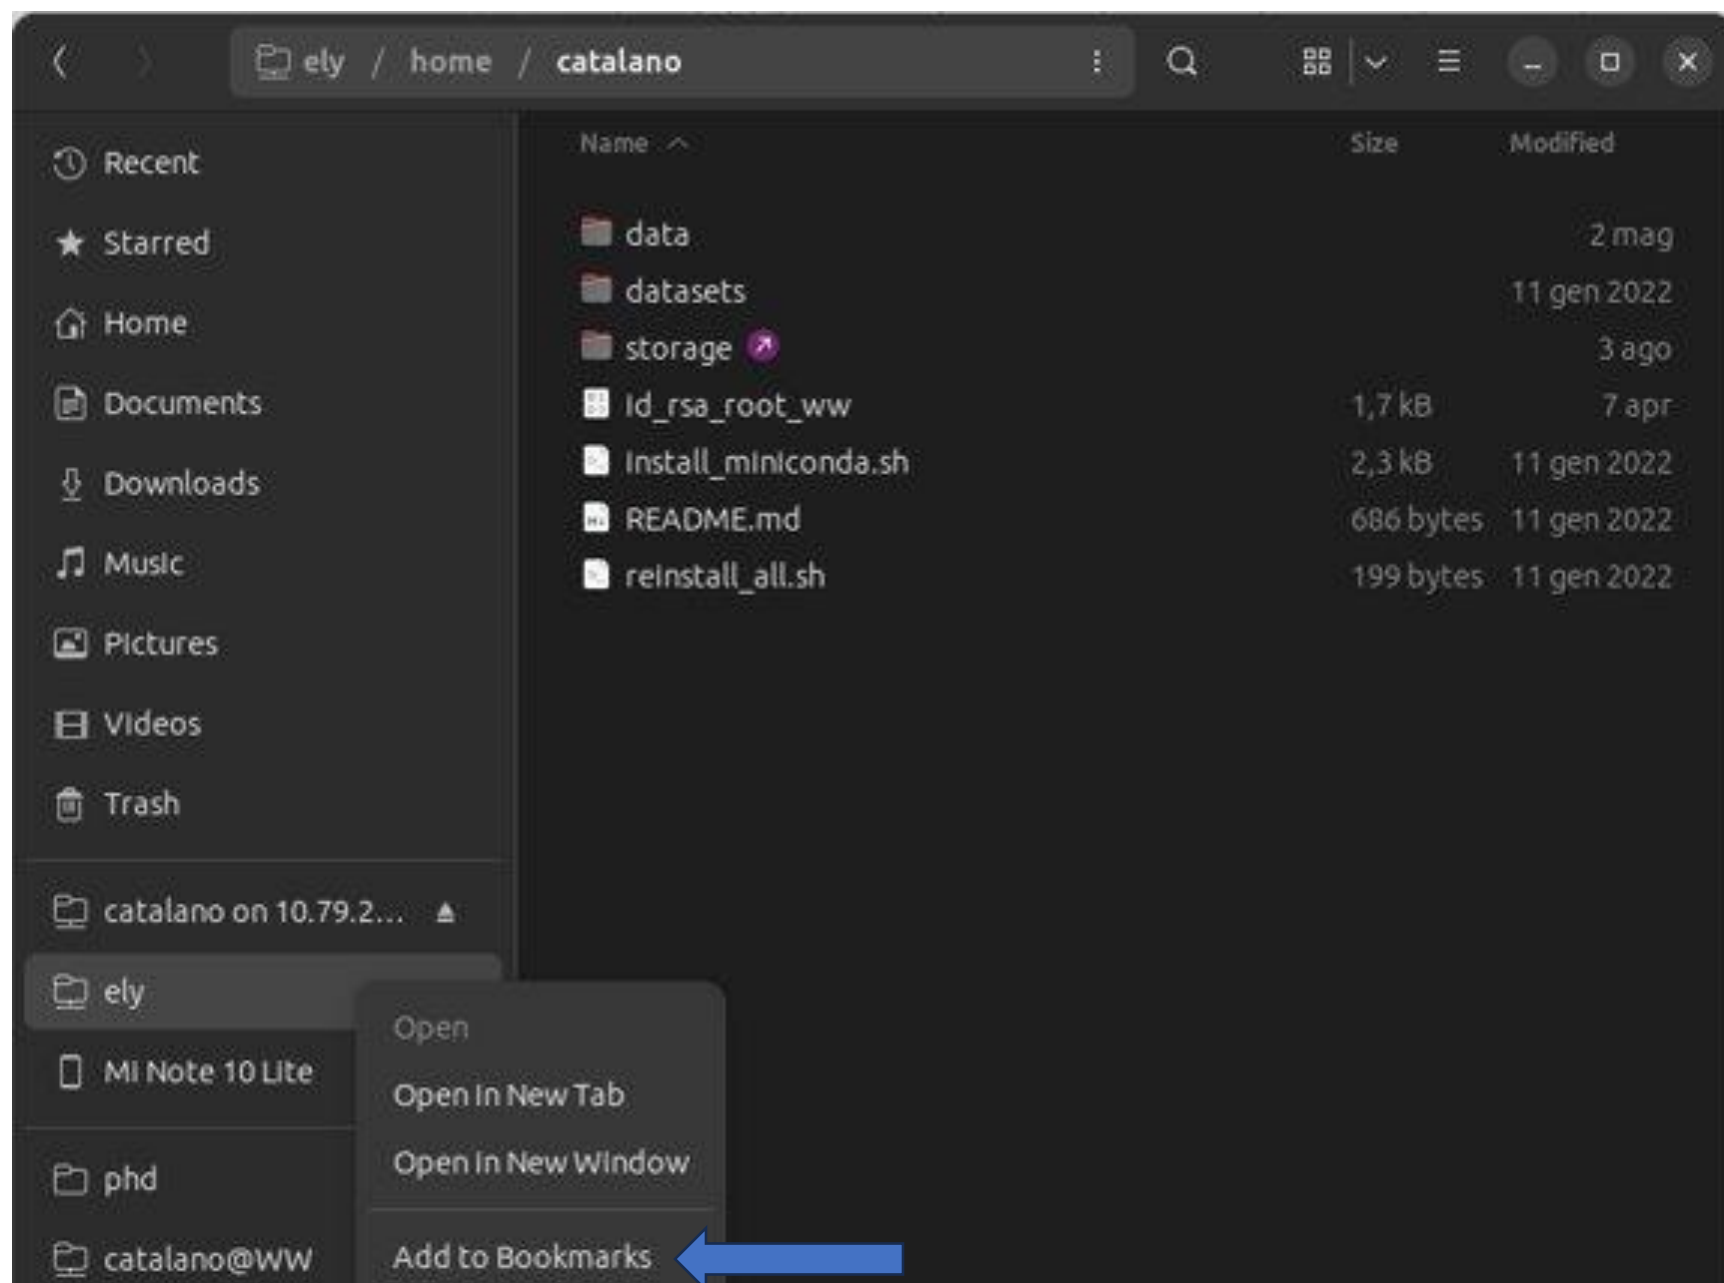 ely / home / catalano
Name Size Modified
Recent
Starred
Home
Documents
Downloads
Music
Pictures
Videos
Trash
catalano on 10.79.2...
ely
Mi Note 10 Lite
phd
catalano@WW
data 2 mag
datasets 11 gen 2022
storage 3 ago
id_rsa_root_ww 1,7 kB 7 apr
install_miniconda.sh 2,3 kB 11 gen 2022
README.md 686 bytes 11 gen 2022
reinstall_all.sh 199 bytes 11 gen 2022
Open
Open in New Tab
Open in New Window
Add to Bookmarks